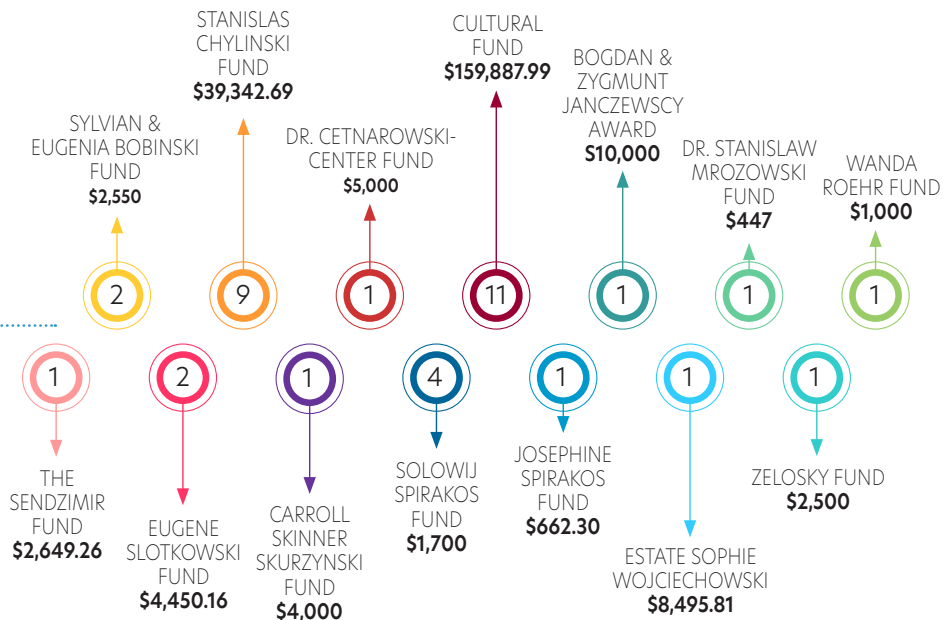 STANISLAS
CHYLINSKI
FUND
$39,342.69
CULTURAL
FUND
$159,887.99
BOGDAN &
ZYGMUNT
JANCZEWSCY
AWARD
$10,000
SYLVIAN &
EUGENIA BOBINSKI
FUND
$2,550
DR. CETNAROWSKI-
CENTER FUND
$5,000
DR. STANISLAW
MROZOWSKI
FUND
$447
WANDA
ROEHR FUND
$1,000
2
9
1
11
1
1
1
1
2
1
4
1
1
1
THE
SENDZIMIR
FUND
$2,649.26
EUGENE
SLOTKOWSKI
FUND
$4,450.16
CARROLL
SKINNER
SKURZYNSKI
FUND
$4,000
SOLOWIJ
SPIRAKOS
FUND
$1,700
JOSEPHINE
SPIRAKOS
FUND
$662.30
ESTATE SOPHIE
WOJCIECHOWSKI
$8,495.81
ZELOSKY FUND
$2,500